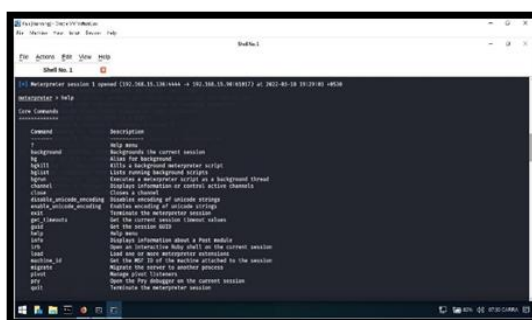 File Actions Edit View Help
Shell No. 1
Shell No. 1
[*] Meterpreter session 1 opened (192.168.15.136:4444 -> 192.168.15.96:61017) at 2022-03-10 19:29:03 +0530
meterpreter > help
Core Commands
=============
Command Description
------- -----------
? Help menu
background Backgrounds the current session
bg Alias for background
bgkill Kills a background meterpreter script
bglist Lists running background scripts
bgrun Executes a meterpreter script as a background thread
channel Displays information or control active channels
close Closes a channel
disable_unicode_encoding Disables encoding of unicode strings
enable_unicode_encoding Enables encoding of unicode strings
exit Terminate the meterpreter session
get_timeouts Get the current session timeout values
guid Get the session GUID
help Help menu
info Displays information about a Post module
irb Open an interactive Ruby shell on the current session
load Load one or more meterpreter extensions
machine_id Get the MSF ID of the machine attached to the session
migrate Migrate the server to another process
pivot Manage pivot listeners
pry Open the Pry debugger on the current session
quit Terminate the meterpreter session